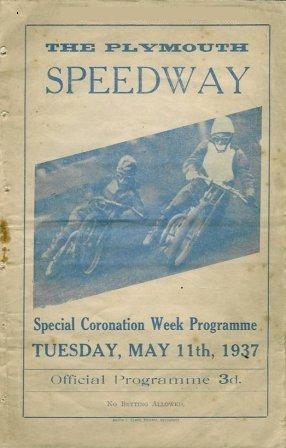 THE PLYMOUTH
SPEEDWAY
Special Coronation Week Programme
TUESDAY, MAY 11th, 1937
Official Programme 3d.
No Betting Allowed.